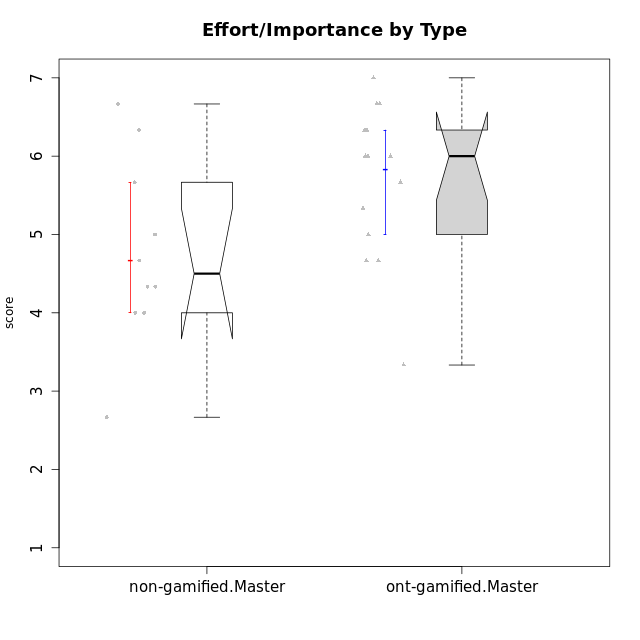 Effort/Importance by Type
7
6
5
4
3
2
1
score
non-gamified.Master
ont-gamified.Master